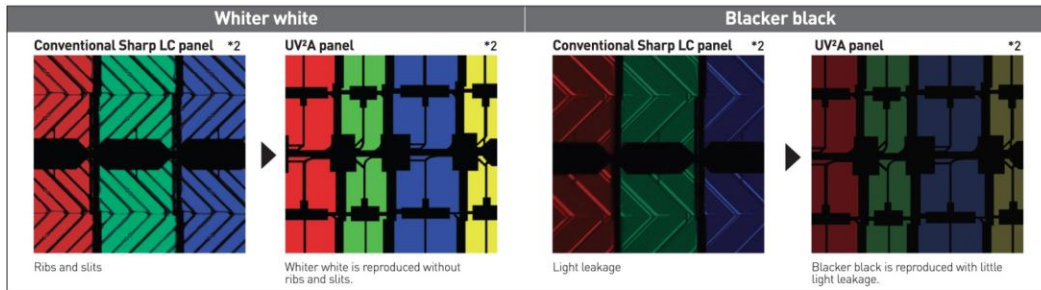 Whiter white
Blacker black
Conventional Sharp LC panel *2
UV²A panel *2
Conventional Sharp LC panel *2
UV²A panel *2
Ribs and slits
Whiter white is reproduced without
ribs and slits.
Light leakage
Blacker black is reproduced with little
light leakage.